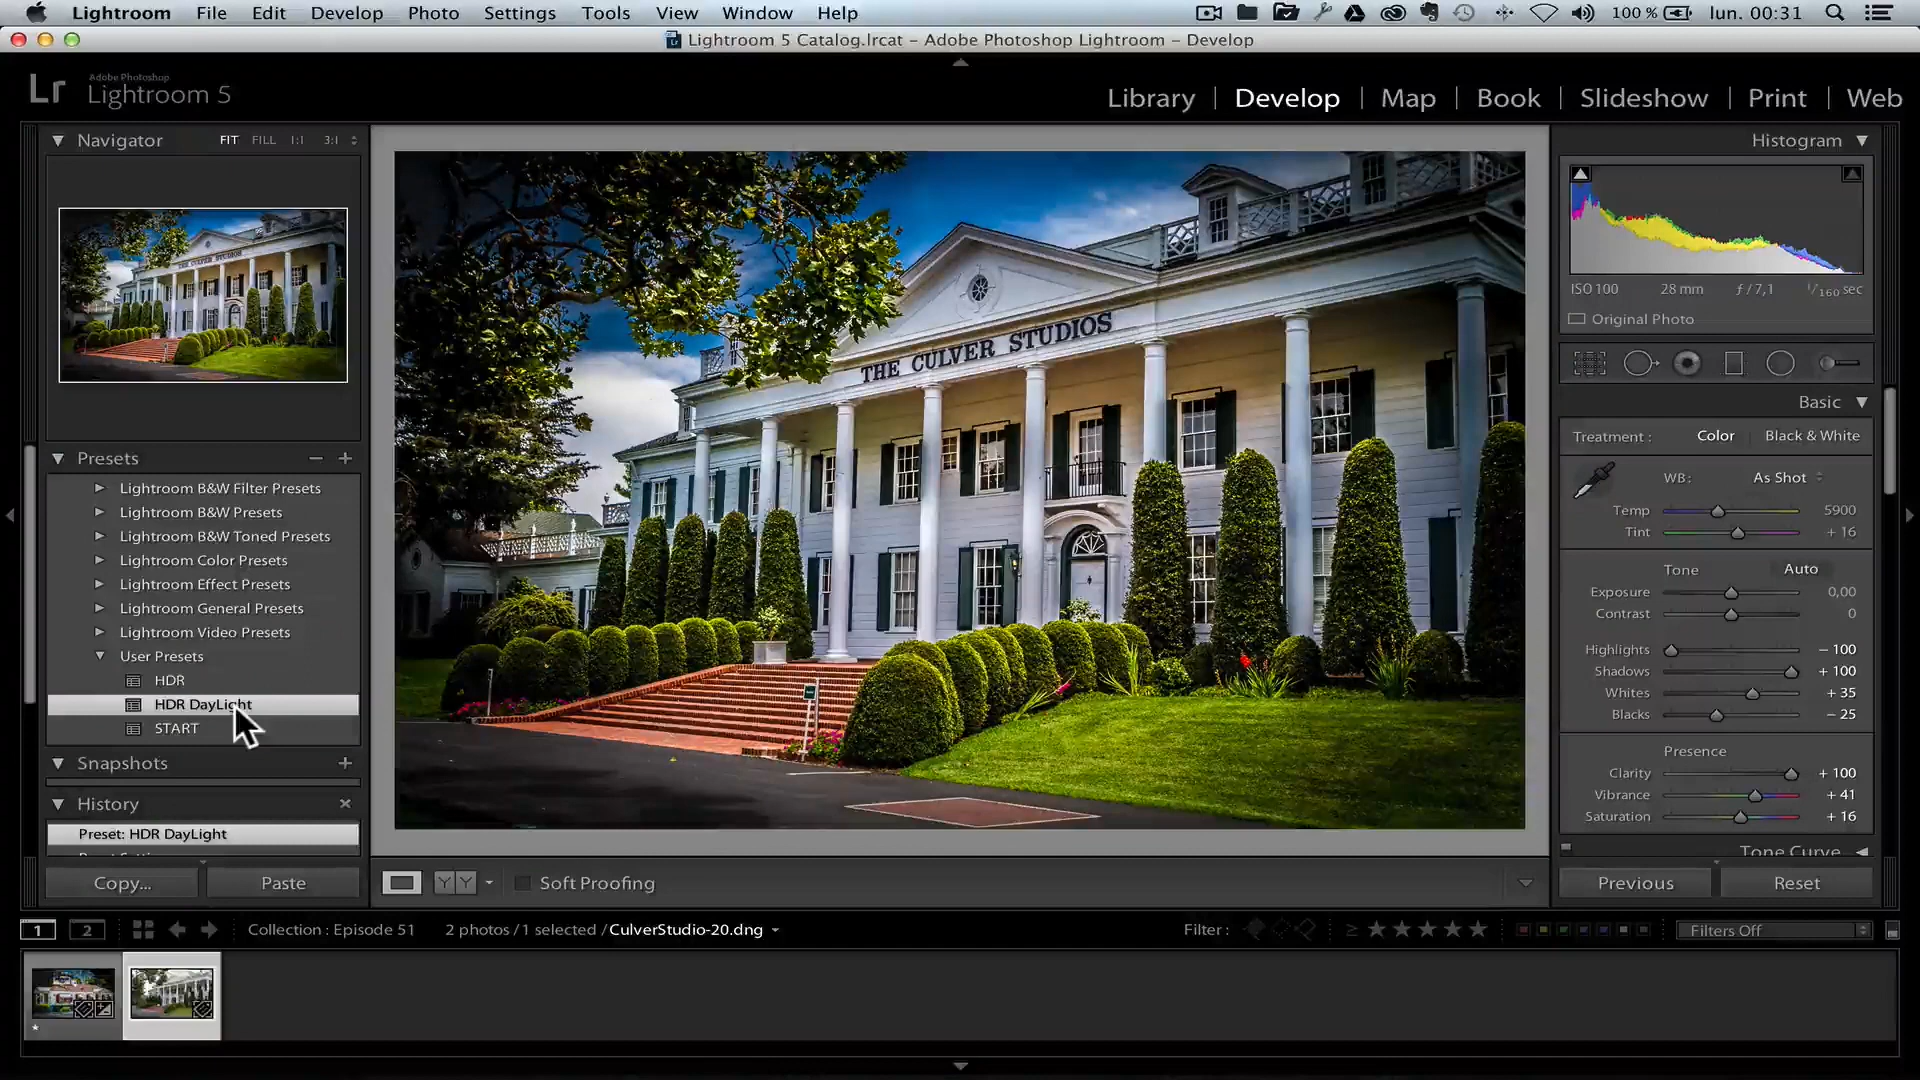 Lightroom File Edit Develop Photo Settings Tools View Window Help 100 % lun. 00:31
Lightroom 5 Catalog.lrcat – Adobe Photoshop Lightroom – Develop
Lr Adobe Photoshop
Lightroom 5
Library | Develop | Map | Book | Slideshow | Print | Web
Navigator FIT FILL 1:1 3:1
THE CULVER STUDIOS
Presets
Lightroom B&W Filter Presets
Lightroom B&W Presets
Lightroom B&W Toned Presets
Lightroom Color Presets
Lightroom Effect Presets
Lightroom General Presets
Lightroom Video Presets
User Presets
HDR
HDR DayLight
START
Snapshots
History
Preset: HDR DayLight
Copy... Paste
THE CULVER STUDIOS
YY Soft Proofing
Histogram
ISO 100 28 mm ƒ / 7,1 1/160 sec
Original Photo
Basic
Treatment : Color Black & White
WB: As Shot
Temp 5900
Tint + 16
Tone Auto
Exposure 0,00
Contrast 0
Highlights − 100
Shadows + 100
Whites + 35
Blacks − 25
Presence
Clarity + 100
Vibrance + 41
Saturation + 16
Tone Curve
Previous Reset
1 2 Collection : Episode 51 2 photos / 1 selected / CulverStudio-20.dng Filter : ≥ ★★★★★ Filters Off